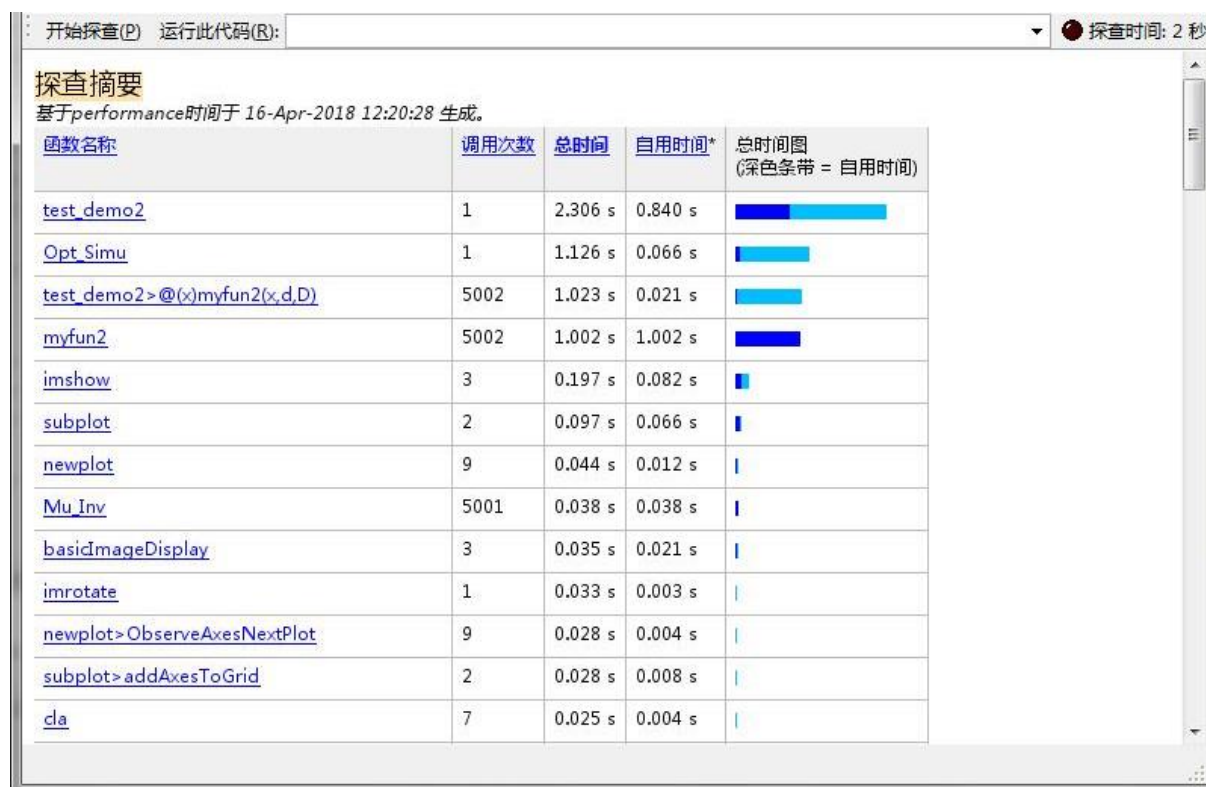 开始探查(P) 运行此代码(R): 探查时间: 2 秒
探查摘要
基于performance时间于 16-Apr-2018 12:20:28 生成。
函数名称 调用次数 总时间 自用时间* 总时间图
(深色条带 = 自用时间)
test_demo2 1 2.306 s 0.840 s
Opt_Simu 1 1.126 s 0.066 s
test_demo2>@(x)myfun2(x,d,D) 5002 1.023 s 0.021 s
myfun2 5002 1.002 s 1.002 s
imshow 3 0.197 s 0.082 s
subplot 2 0.097 s 0.066 s
newplot 9 0.044 s 0.012 s
Mu_Inv 5001 0.038 s 0.038 s
basicImageDisplay 3 0.035 s 0.021 s
imrotate 1 0.033 s 0.003 s
newplot>ObserveAxesNextPlot 9 0.028 s 0.004 s
subplot>addAxesToGrid 2 0.028 s 0.008 s
cla 7 0.025 s 0.004 s